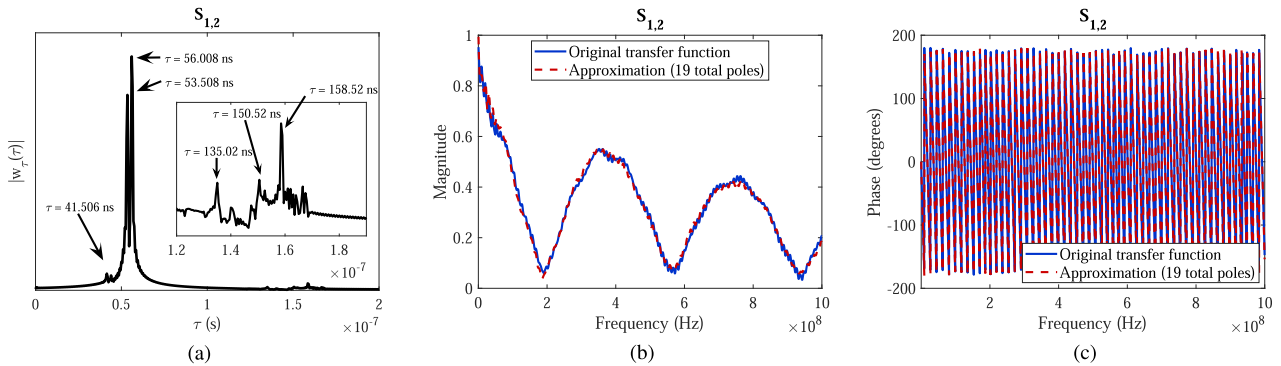 S1,2
|wτ(τ)|
τ = 56.008 ns
τ = 53.508 ns
τ = 41.506 ns
τ = 158.52 ns
τ = 150.52 ns
τ = 135.02 ns
1.2 1.4 1.6 1.8
×10-7
0 0.5 1 1.5 2
τ (s)
×10-7
(a)
S1,2
Magnitude
1
0.8
0.6
0.4
0.2
0
Original transfer function
Approximation (19 total poles)
0 2 4 6 8 10
Frequency (Hz)
×108
(b)
S1,2
Phase (degrees)
200
100
0
-100
-200
Original transfer function
Approximation (19 total poles)
2 4 6 8 10
Frequency (Hz)
×108
(c)